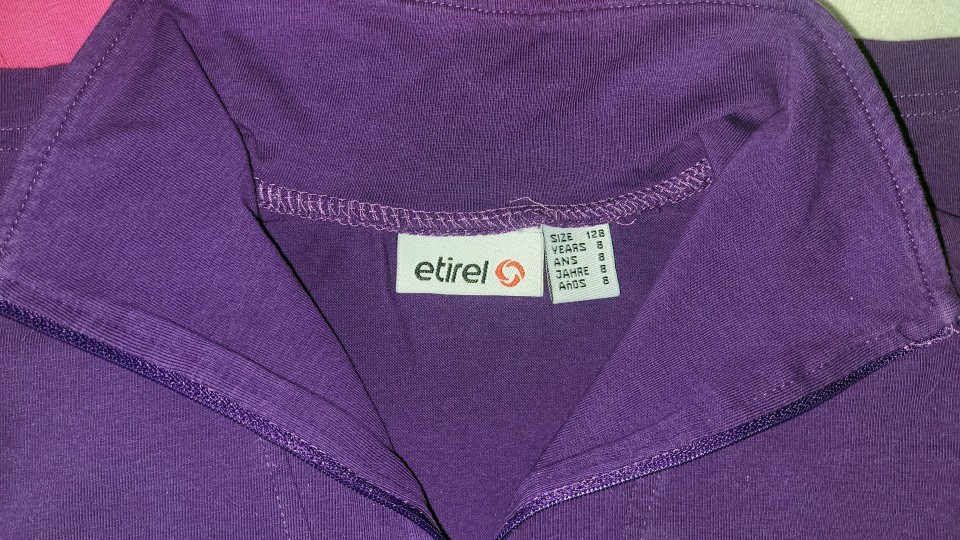 etirel
SIZE 128
YEARS 8
ANS 8
JAHRE 8
AñOS 8